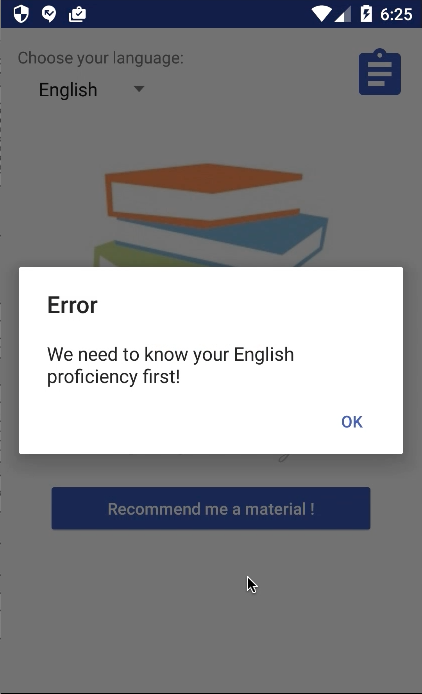 6:25
Choose your language:
English
Error
We need to know your English
proficiency first!
OK
Recommend me a material !